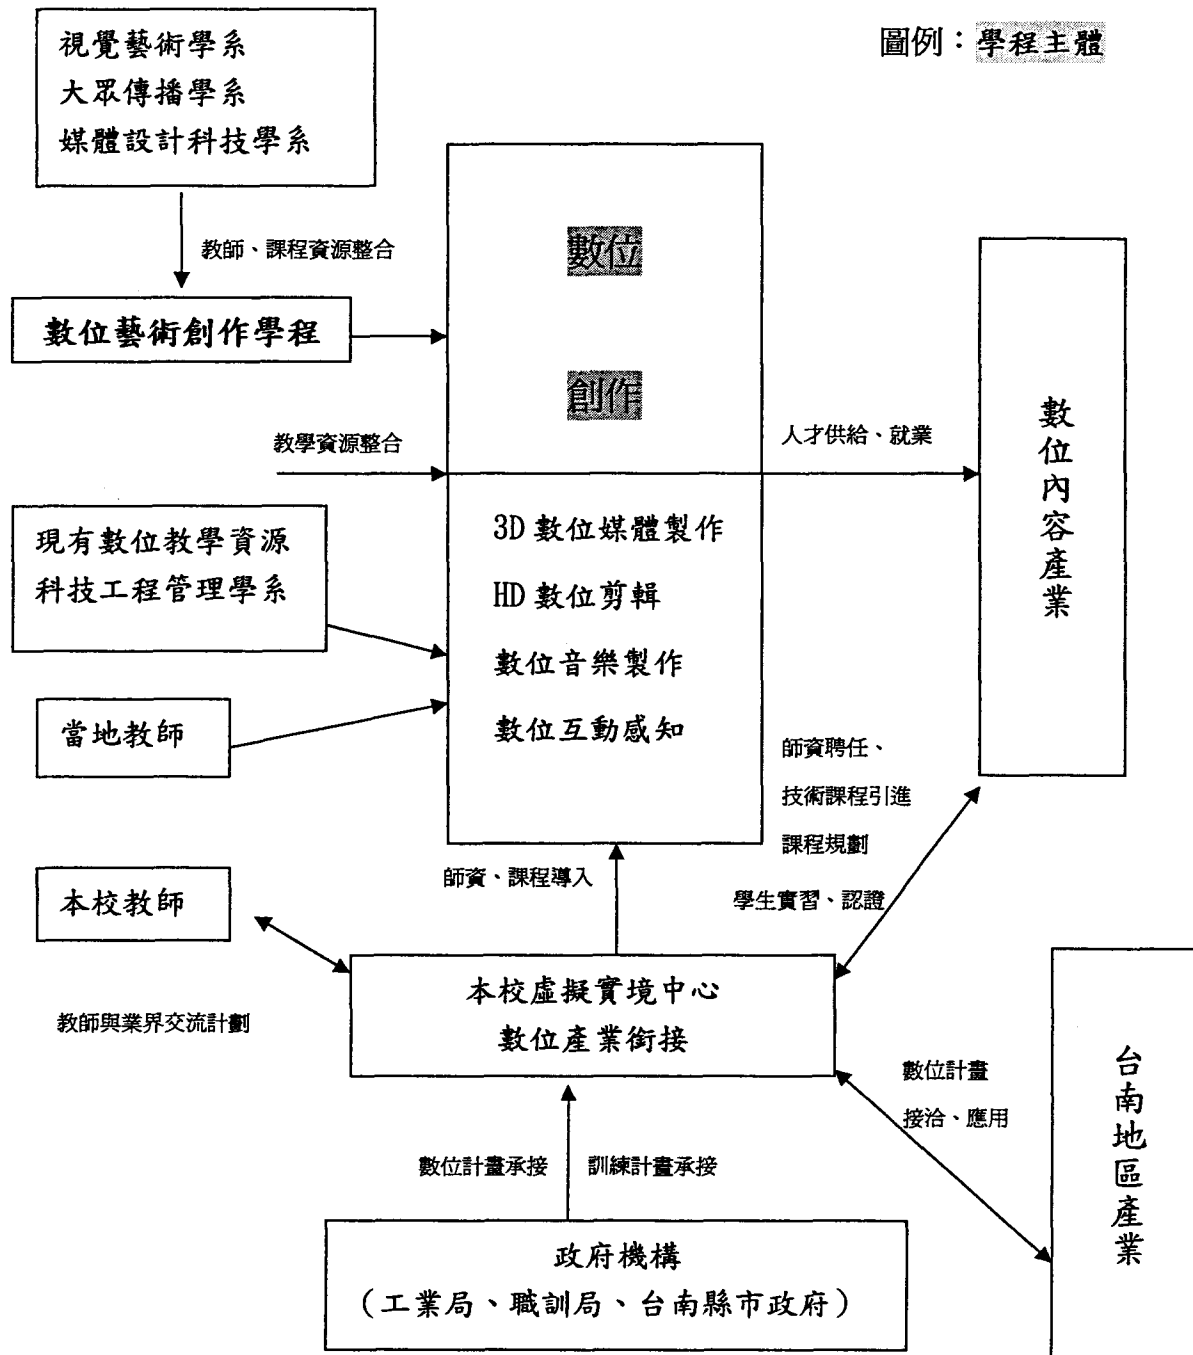 圖例：學程主體
視覺藝術學系
大眾傳播學系
媒體設計科技學系
教師、課程資源整合
數位藝術創作學程
數位
創作
教學資源整合
人才供給、就業
數位內容產業
現有數位教學資源
科技工程管理學系
3D 數位媒體製作
HD 數位剪輯
數位音樂製作
數位互動感知
當地教師
師資聘任、
技術課程引進
課程規劃
學生實習、認證
師資、課程導入
本校教師
教師與業界交流計劃
本校虛擬實境中心
數位產業銜接
數位計畫
接洽、應用
台南地區產業
數位計畫承接
訓練計畫承接
政府機構
（工業局、職訓局、台南縣市政府）